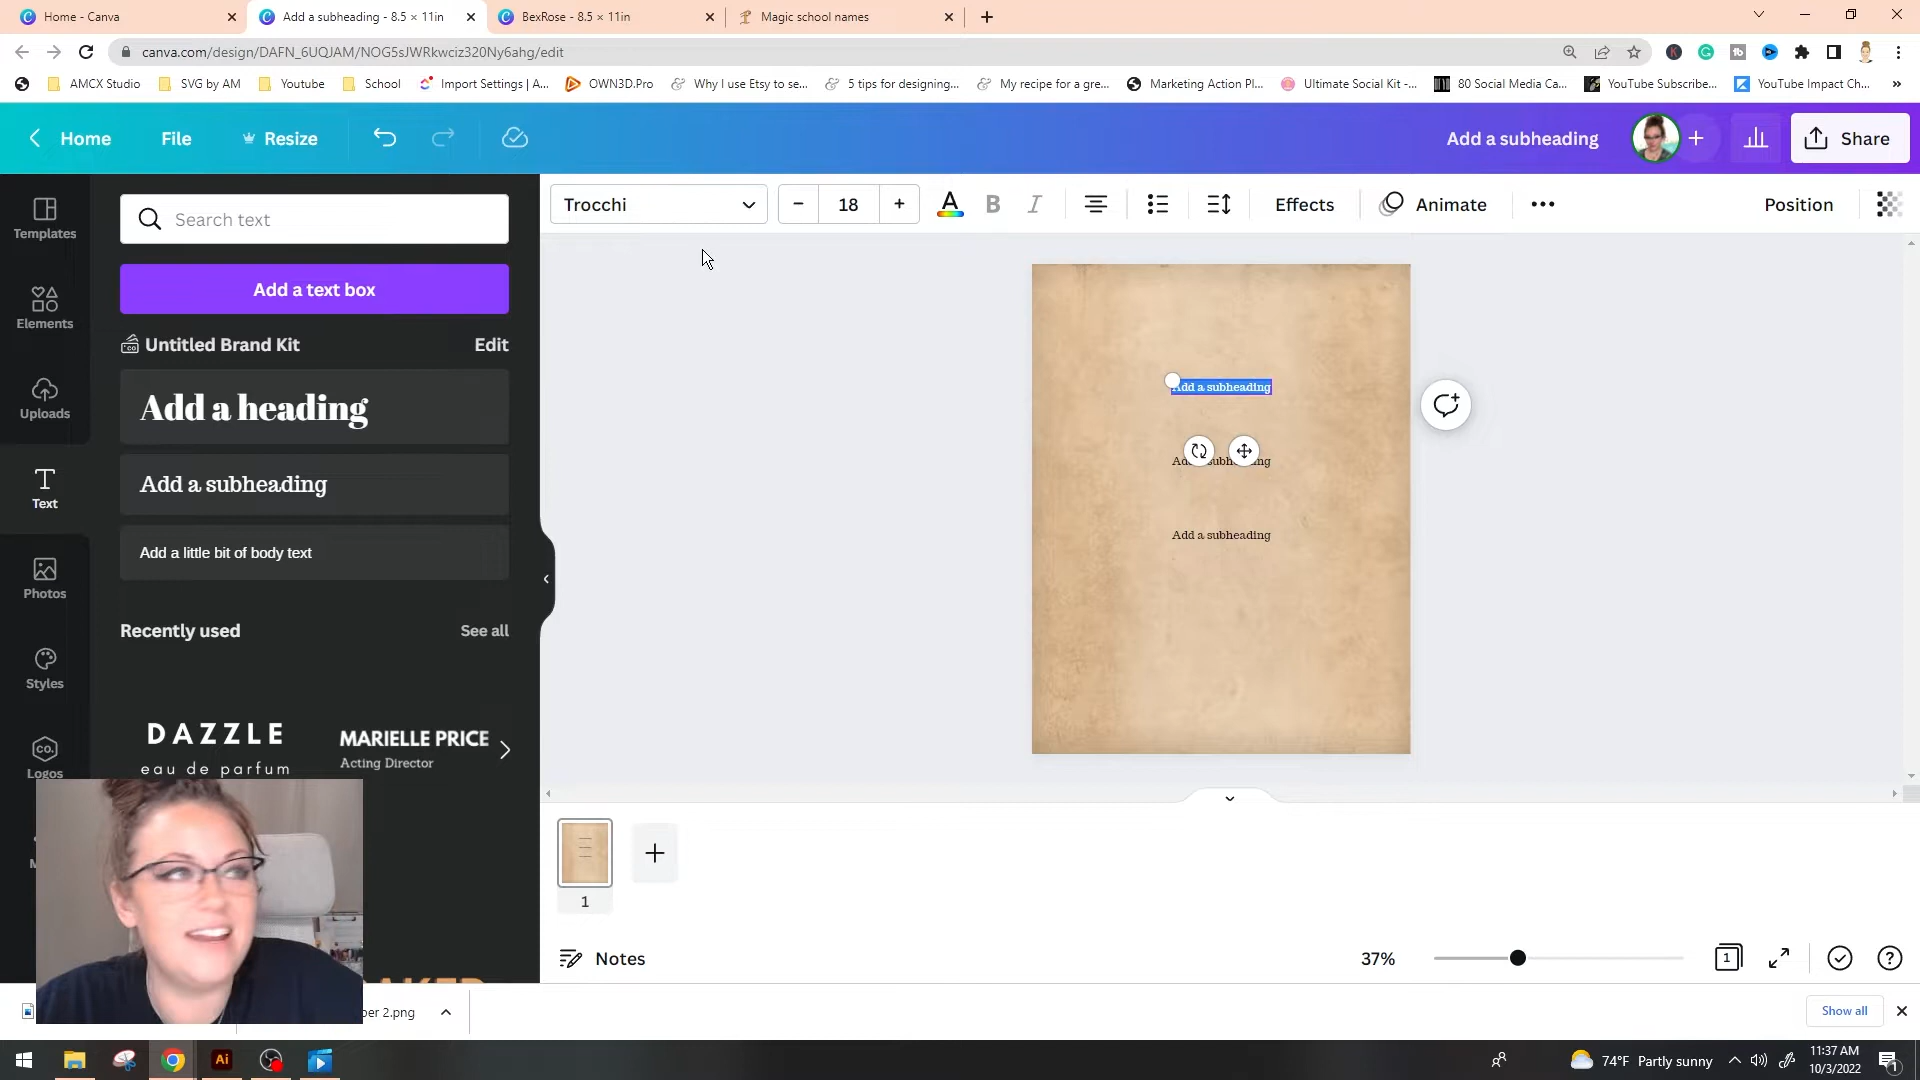 Home - Canva
Add a subheading - 8.5 × 11in
BexRose - 8.5 × 11in
Magic school names
canva.com/design/DAFN_6UQJAM/NOG5sJWRkwciz320Ny6ahg/edit
AMCX Studio
SVG by AM
Youtube
School
Import Settings | A...
OWN3D.Pro
Why I use Etsy to se...
5 tips for designing...
My recipe for a gre...
Marketing Action Pl...
Ultimate Social Kit -...
80 Social Media Ca...
YouTube Subscribe...
YouTube Impact Ch...
Home
File
Resize
Add a subheading
Share
Templates
Elements
Uploads
Text
Photos
Styles
Logos
Search text
Add a text box
Untitled Brand Kit
Edit
Add a heading
Add a subheading
Add a little bit of body text
Recently used
See all
DAZZLE
eau de parfum
MARIELLE PRICE
Acting Director
Trocchi
18
A
B
I
Effects
Animate
Position
Add a subheading
Add a subheading
Add a subheading
1
Notes
37%
1
per 2.png
Show all
74°F Partly sunny
11:37 AM
10/3/2022